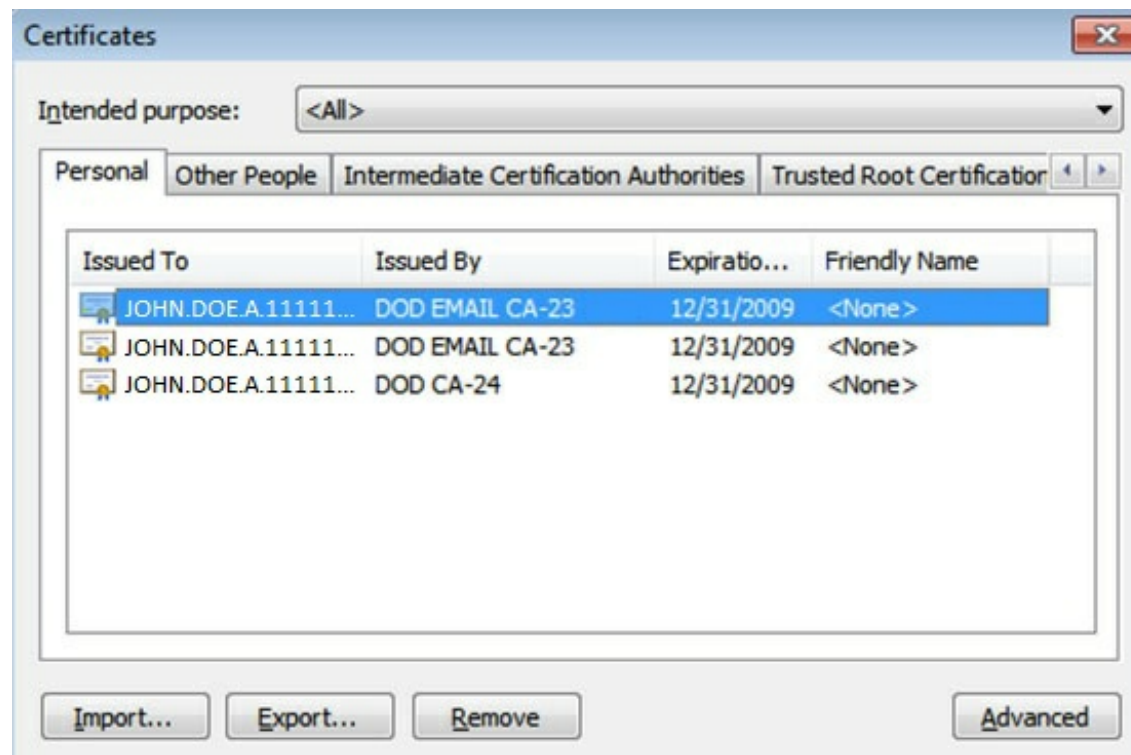 Certificates
Intended purpose: <All>
Personal Other People Intermediate Certification Authorities Trusted Root Certification
Issued To Issued By Expiratio... Friendly Name
JOHN.DOE.A.11111... DOD EMAIL CA-23 12/31/2009 <None>
JOHN.DOE.A.11111... DOD EMAIL CA-23 12/31/2009 <None>
JOHN.DOE.A.11111... DOD CA-24 12/31/2009 <None>
Import... Export... Remove Advanced